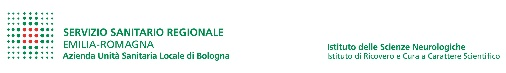 SERVIZIO SANITARIO REGIONALE
EMILIA-ROMAGNA
Azienda Unità Sanitaria Locale di Bologna
Istituto delle Scienze Neurologiche
Istituto di Ricovero e Cura a Carattere Scientifico